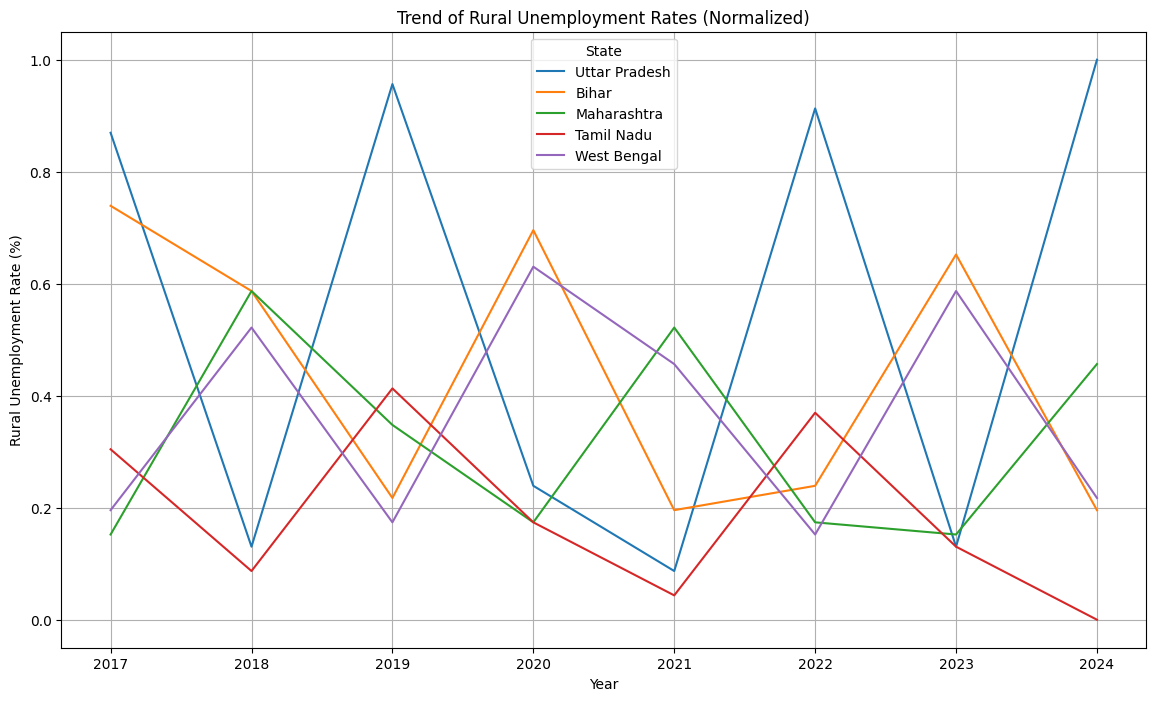 Trend of Rural Unemployment Rates (Normalized)
State
Uttar Pradesh
Bihar
Maharashtra
Tamil Nadu
West Bengal
Rural Unemployment Rate (%)
1.0
0.8
0.6
0.4
0.2
0.0
2017 2018 2019 2020 2021 2022 2023 2024
Year